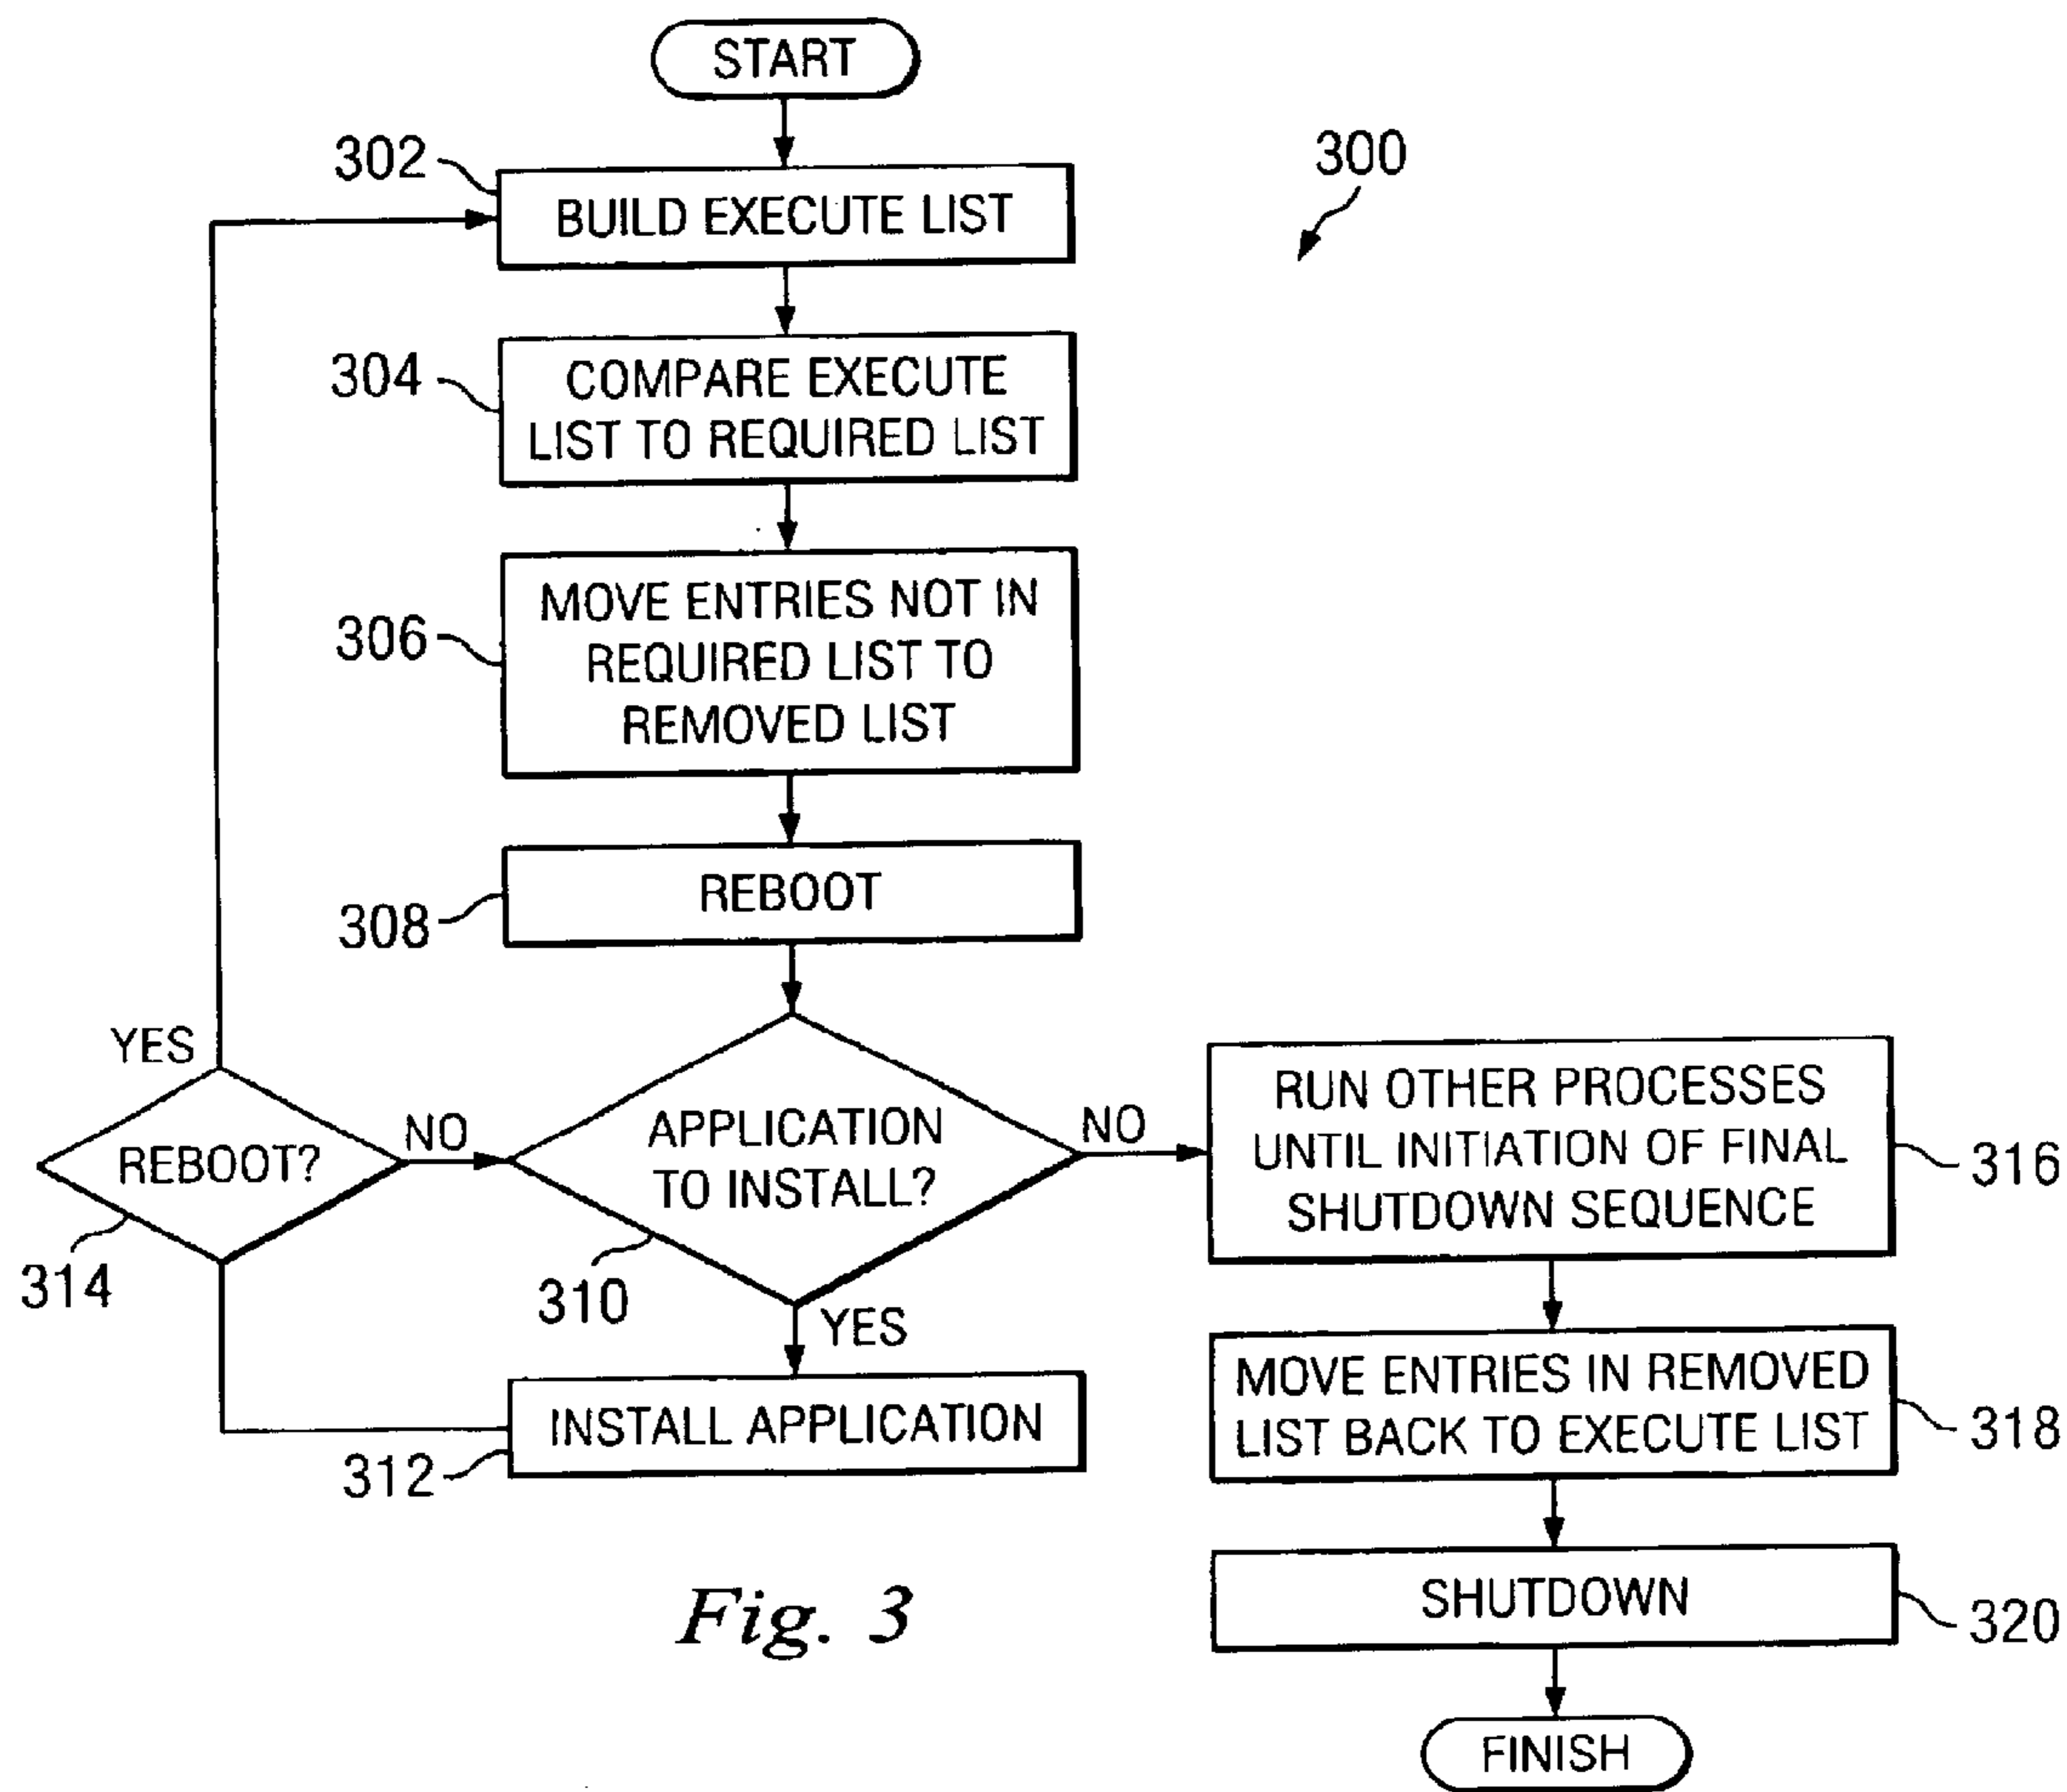 START
302
BUILD EXECUTE LIST
300
304
COMPARE EXECUTE
LIST TO REQUIRED LIST
306
MOVE ENTRIES NOT IN
REQUIRED LIST TO
REMOVED LIST
308
REBOOT
YES
REBOOT?
NO
314
APPLICATION
TO INSTALL?
310
NO
YES
312
INSTALL APPLICATION
RUN OTHER PROCESSES
UNTIL INITIATION OF FINAL
SHUTDOWN SEQUENCE
316
MOVE ENTRIES IN REMOVED
LIST BACK TO EXECUTE LIST
318
SHUTDOWN
320
FINISH
Fig. 3